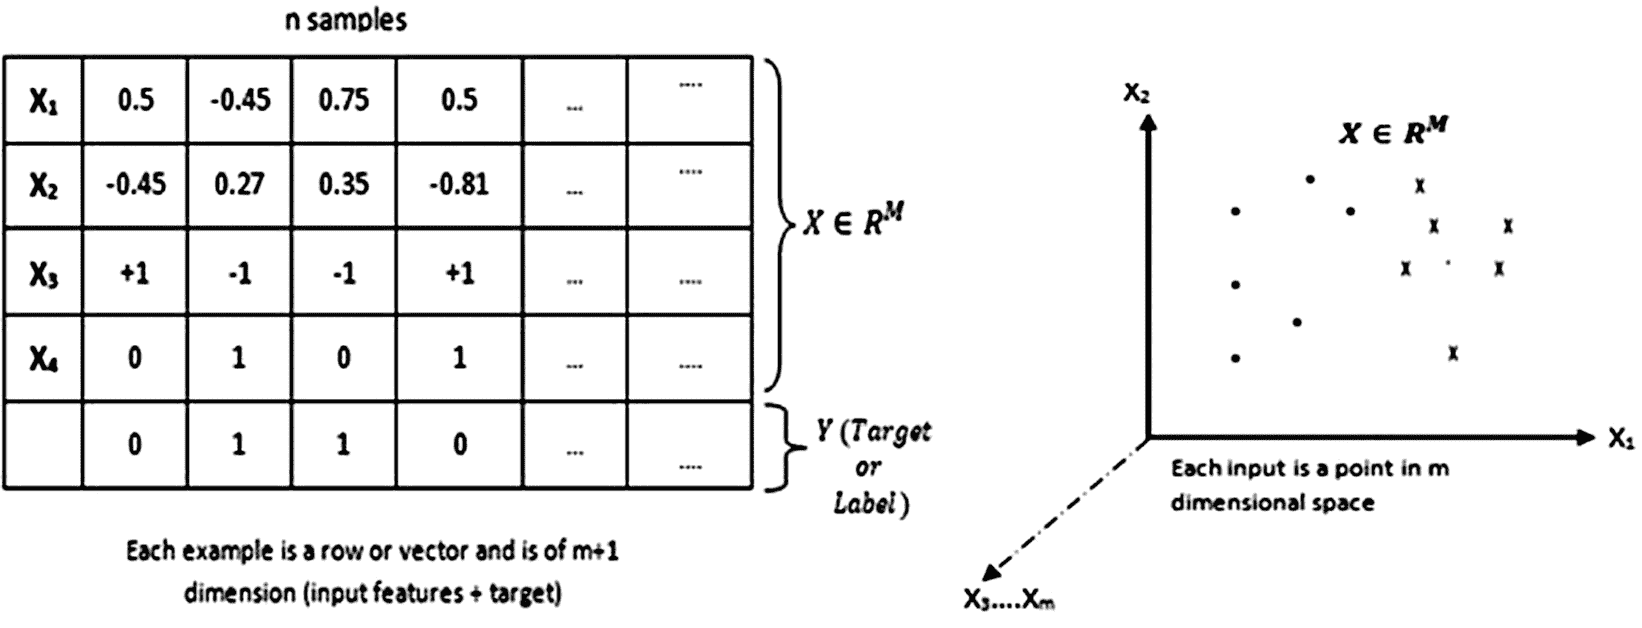 n samples
X₁ 0.5 -0.45 0.75 0.5 ... ....
X₂ -0.45 0.27 0.35 -0.81 ... ....
X₃ +1 -1 -1 +1 ... ....
X₄ 0 1 0 1 ... ....
0 1 1 0 ... ....
X ∈ Rᴹ
Y (Target
or
Label)
Each example is a row or vector and is of m+1
dimension (input features + target)
X₂
X ∈ Rᴹ
X₁
Each input is a point in m
dimensional space
X₃....Xₘ